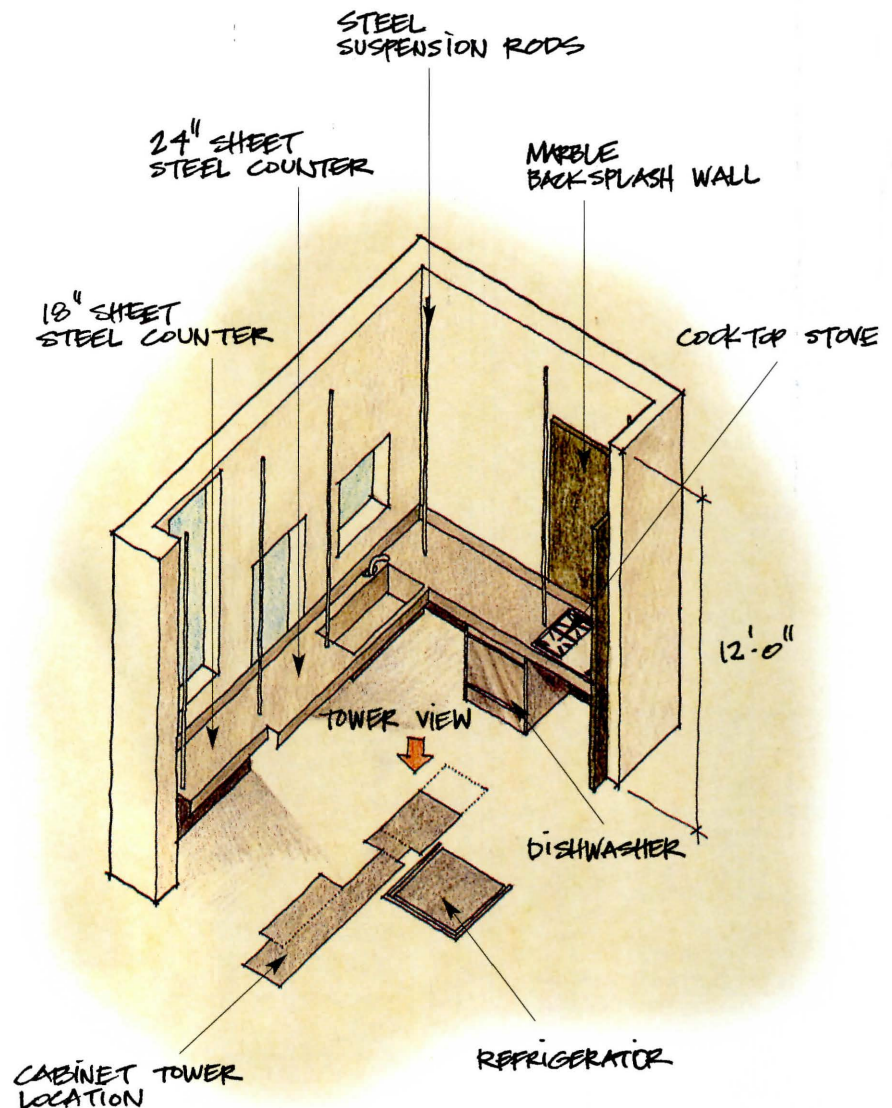 STEEL
SUSPENSION RODS
24" SHEET
STEEL COUNTER
MARBLE
BACKSPLASH WALL
18" SHEET
STEEL COUNTER
COOKTOP STOVE
12'-0"
TOWER VIEW
DISHWASHER
REFRIGERATOR
CABINET TOWER
LOCATION